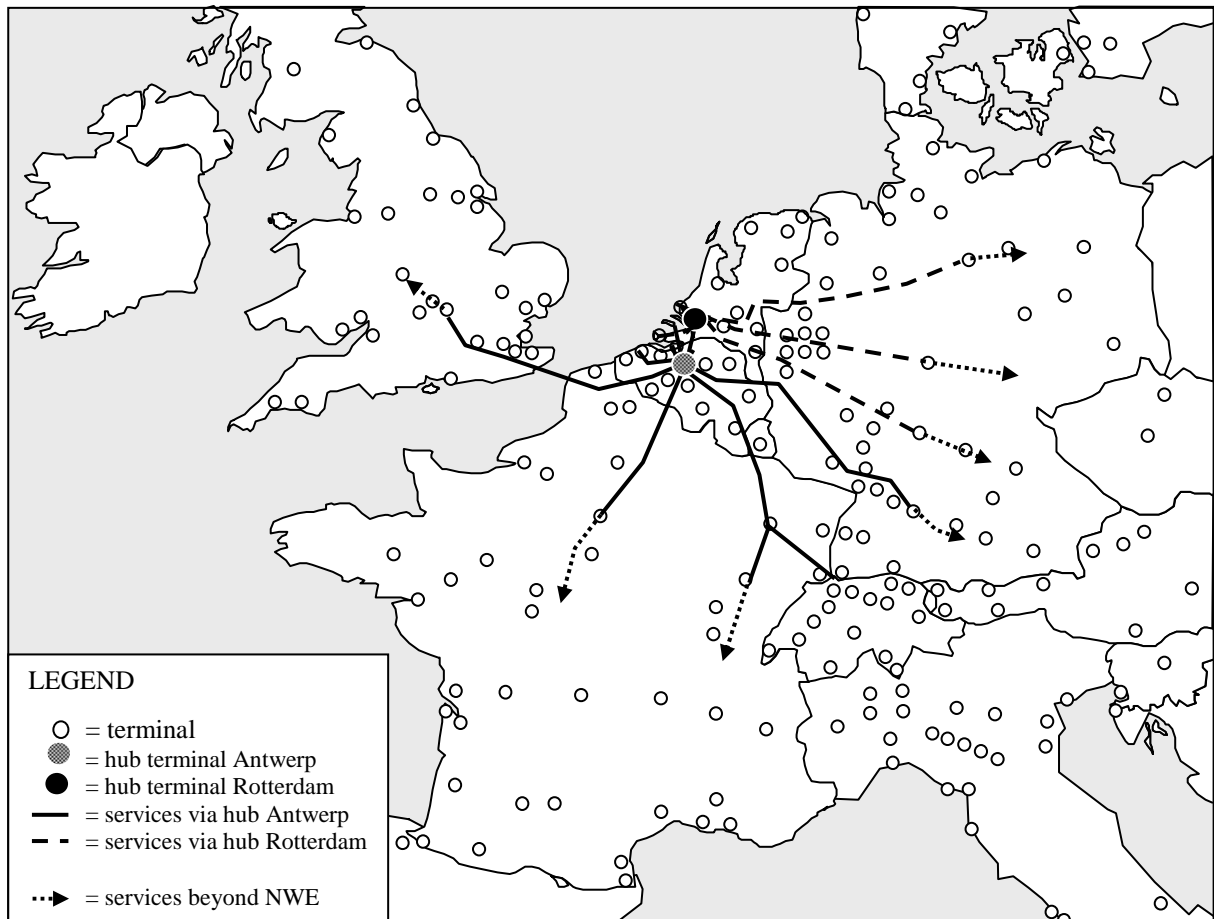 LEGEND
= terminal
= hub terminal Antwerp
= hub terminal Rotterdam
= services via hub Antwerp
= services via hub Rotterdam
= services beyond NWE